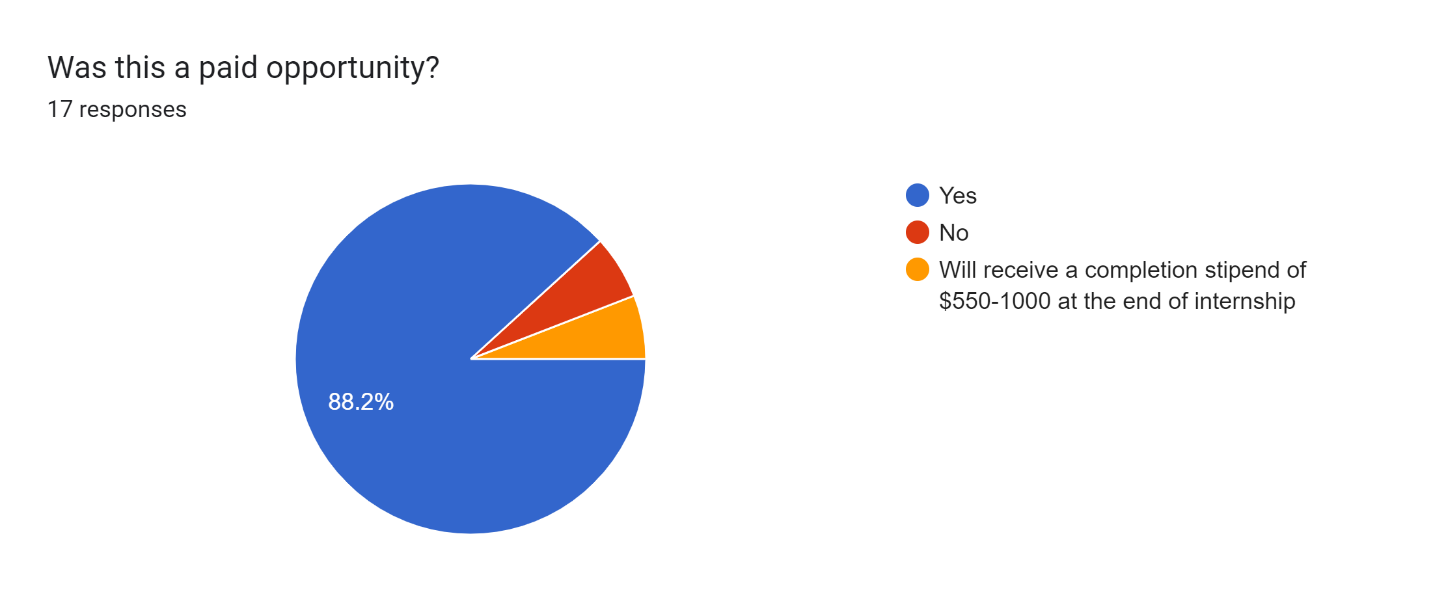 Was this a paid opportunity?
17 responses
88.2%
Yes
No
Will receive a completion stipend of
$550-1000 at the end of internship